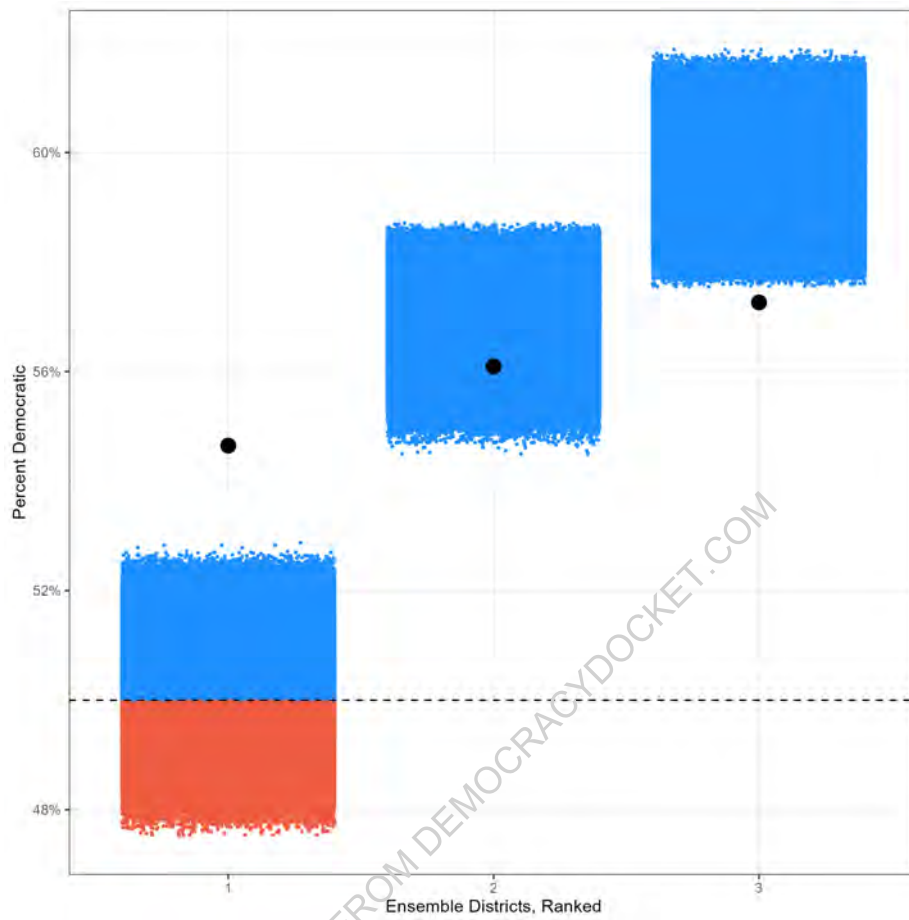 60%
56%
52%
48%
Percent Democratic
1
2
3
Ensemble Districts, Ranked
FROM DEMOCRACYDOCKET.COM